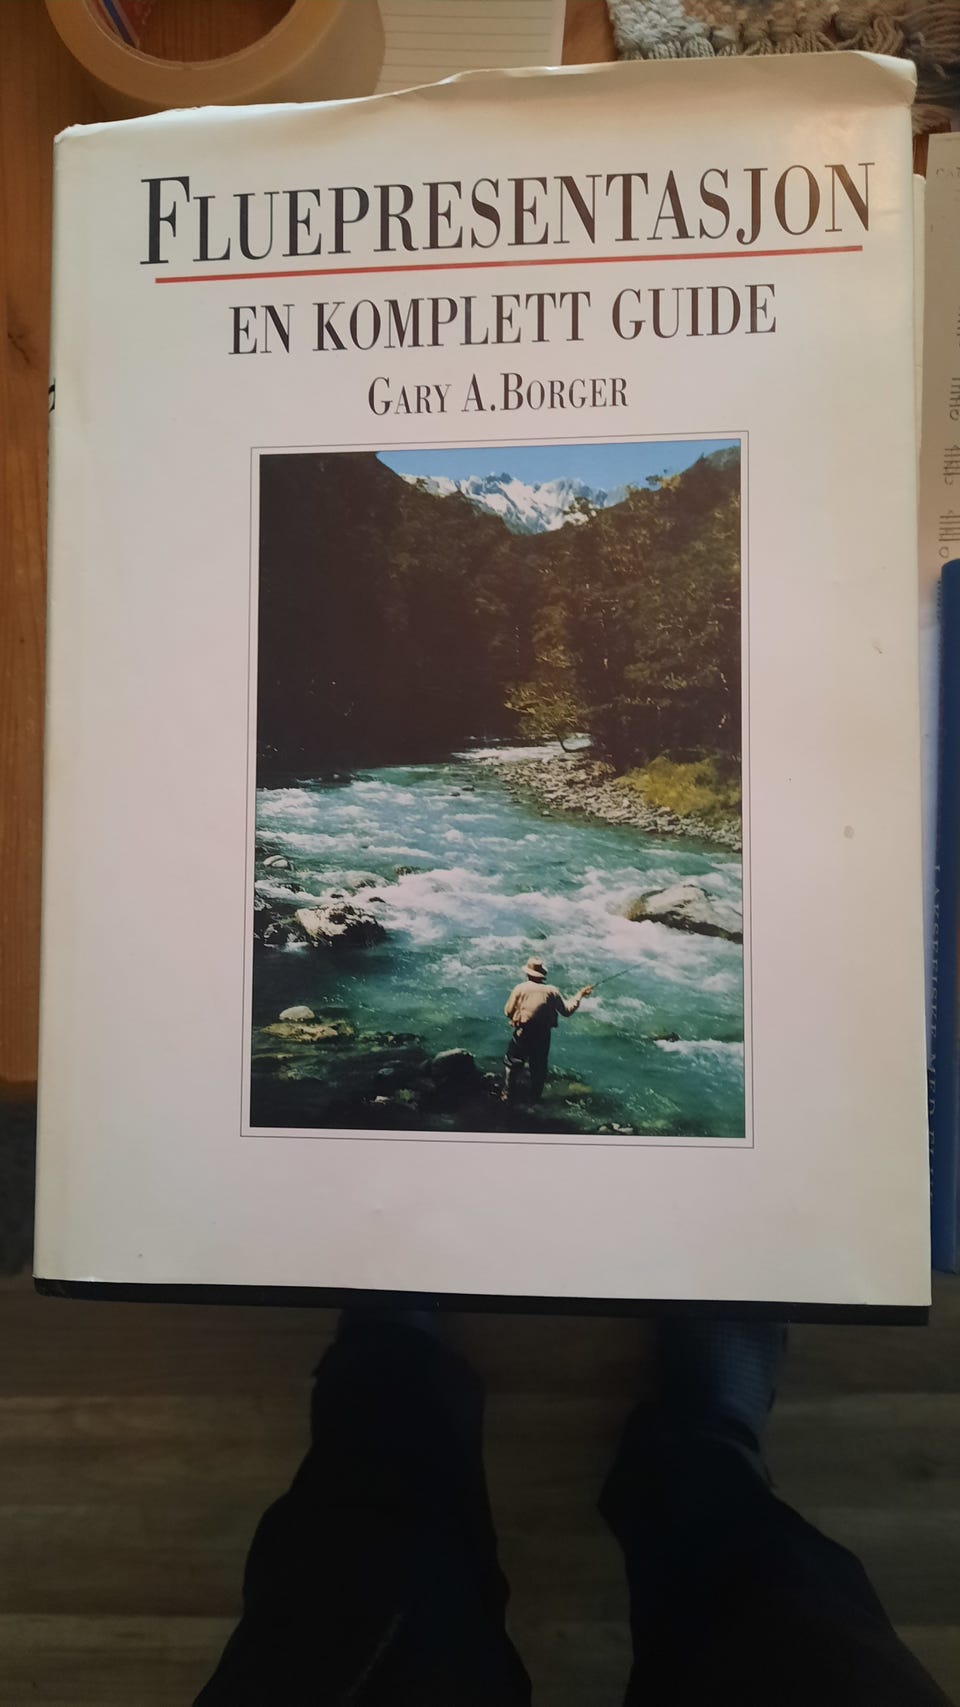 FLUEPRESENTASJON
EN KOMPLETT GUIDE
GARY A. BORGER